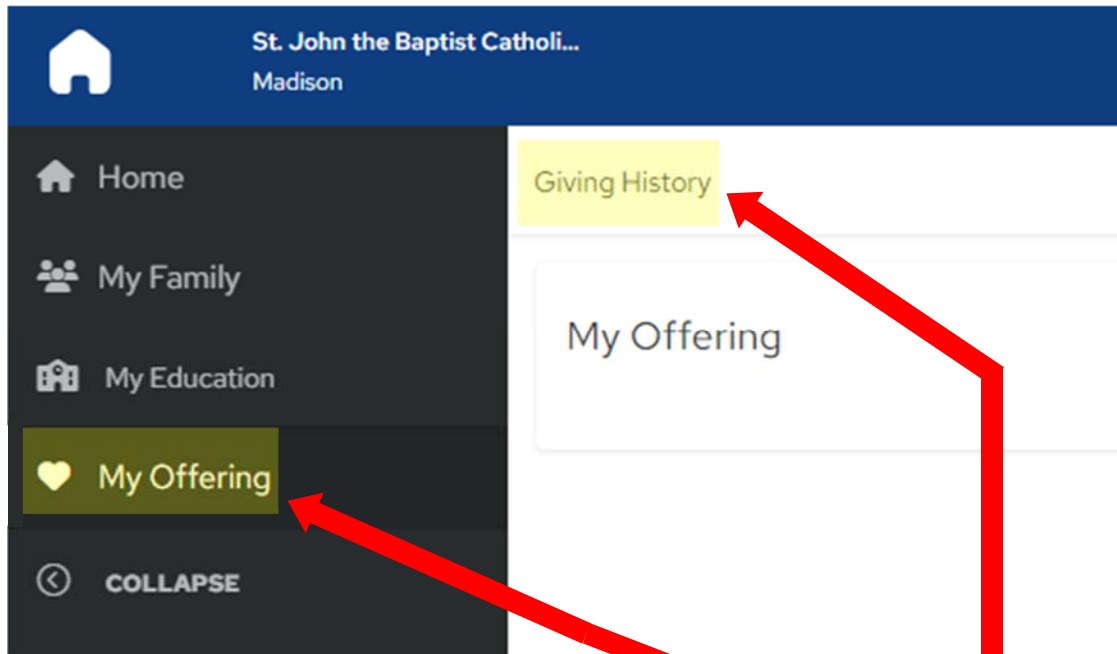 St. John the Baptist Catholi...
Madison
Home
My Family
My Education
My Offering
COLLAPSE
Giving History
My Offering